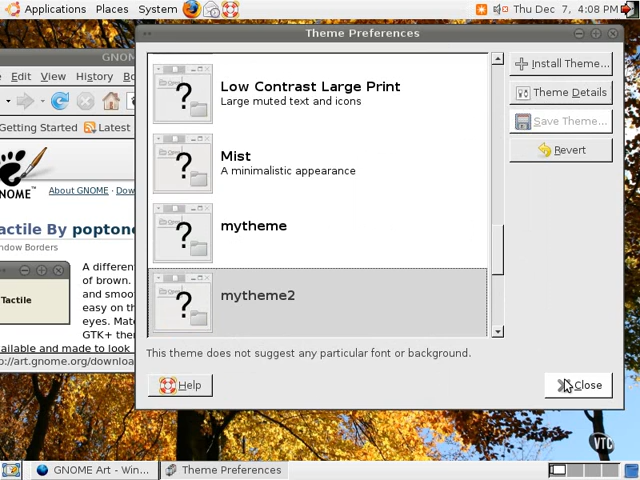 Applications Places System
Thu Dec 7, 4:08 PM
GNOME
Theme Preferences
Edit View History
Getting Started Latest
GNOME™
About GNOME
Tactile By
ndow Borders
Tactile
A differen
of brown.
and smoo
easy on th
eyes. Mat
GTK+ the
ailable and made to look
http://art.gnome.org/downloa
Low Contrast Large Print
Large muted text and icons
Mist
A minimalistic appearance
mytheme
mytheme2
This theme does not suggest any particular font or background.
Install Theme...
Theme Details
Save Theme...
Revert
Help
Close
VTC
GNOME Art - Win...
Theme Preferences